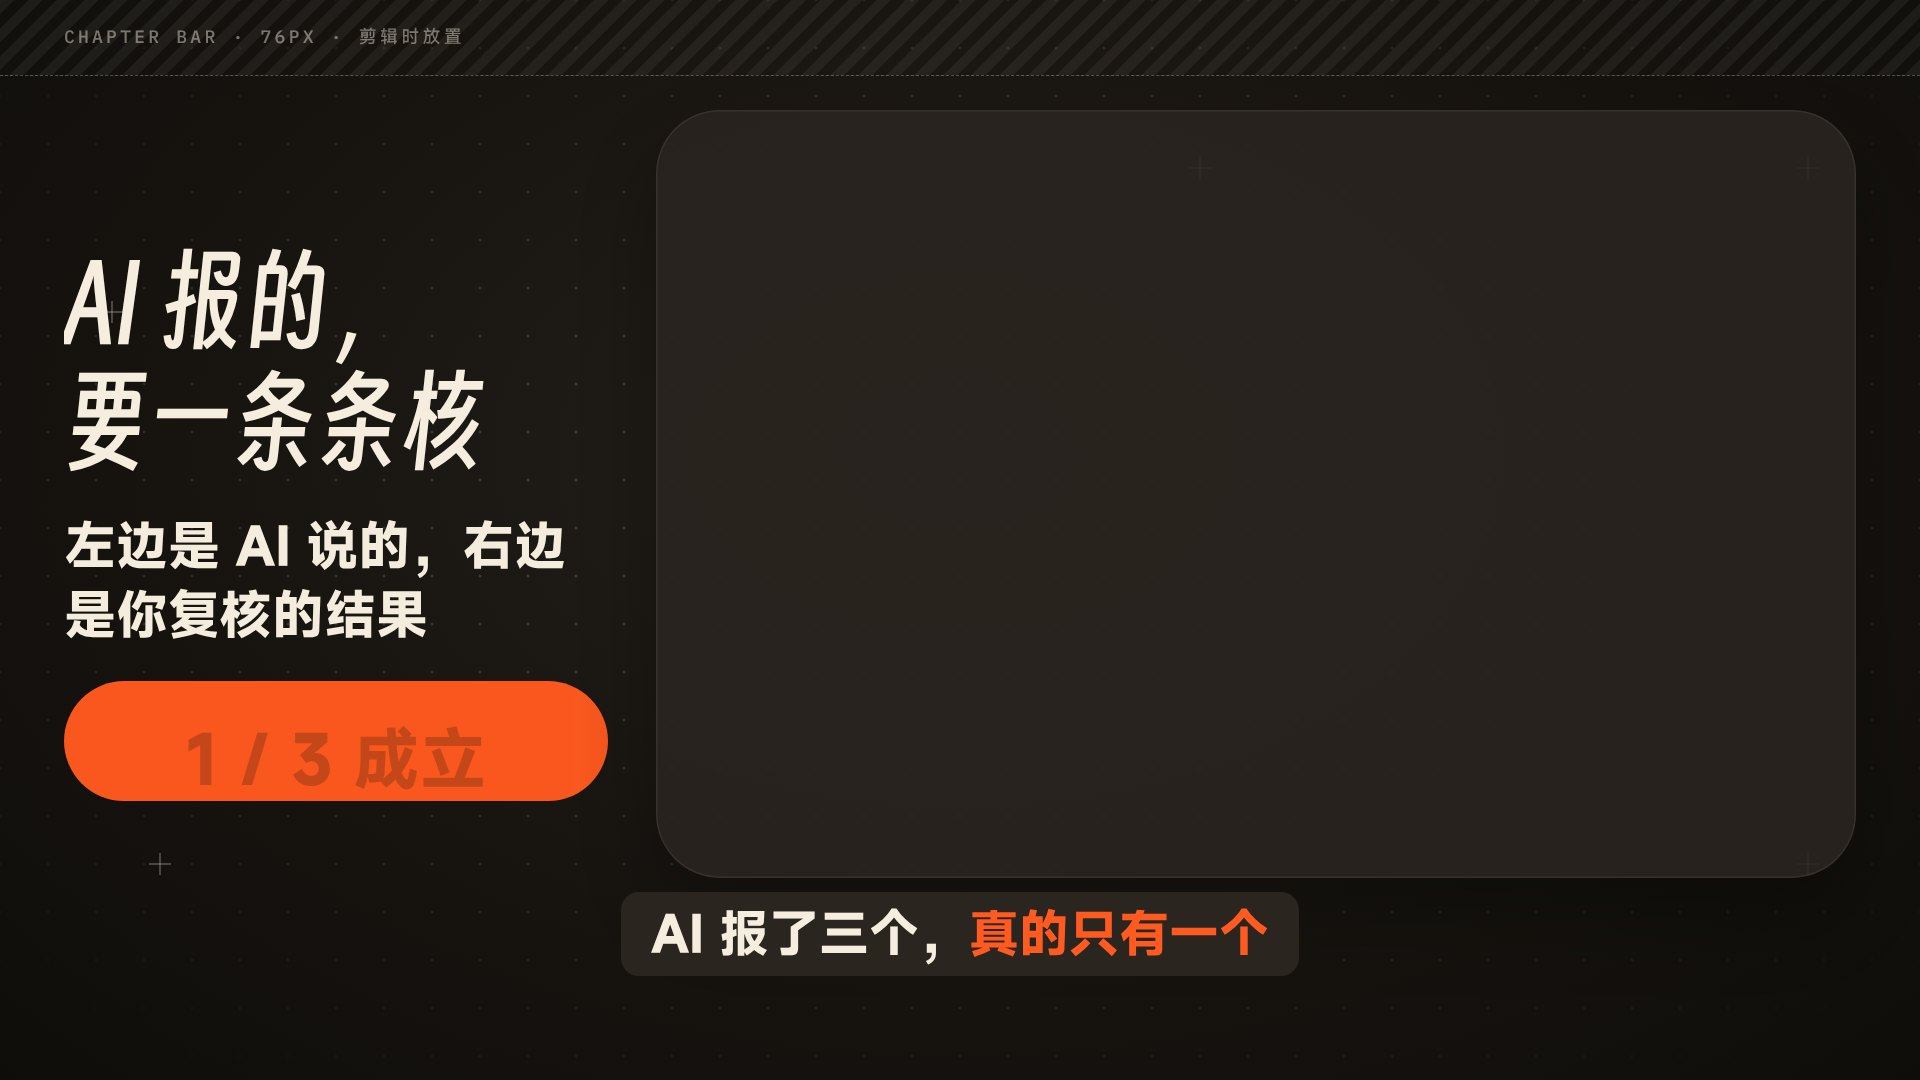 CHAPTER BAR · 76PX · 剪辑时放置
AI 报的，
要一条条核
左边是 AI 说的，右边
是你复核的结果
1 / 3 成立
AI 报了三个，真的只有一个